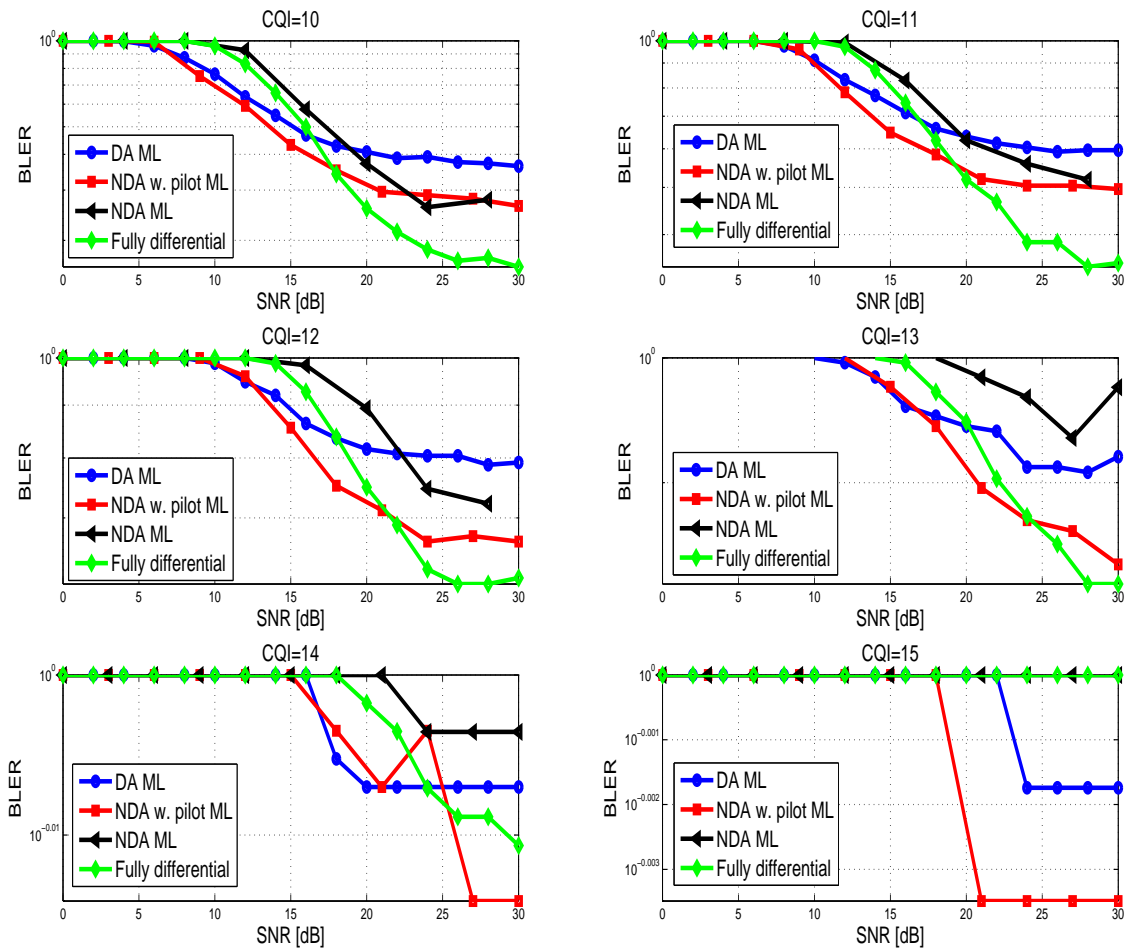 CQI=10
10^0
BLER
DA ML
NDA w. pilot ML
NDA ML
Fully differential
0 5 10 15 20 25 30
SNR [dB]
CQI=11
10^0
BLER
DA ML
NDA w. pilot ML
NDA ML
Fully differential
0 5 10 15 20 25 30
SNR [dB]
CQI=12
10^0
BLER
DA ML
NDA w. pilot ML
NDA ML
Fully differential
0 5 10 15 20 25 30
SNR [dB]
CQI=13
10^0
BLER
DA ML
NDA w. pilot ML
NDA ML
Fully differential
0 5 10 15 20 25 30
SNR [dB]
CQI=14
10^0
10^−0.01
BLER
DA ML
NDA w. pilot ML
NDA ML
Fully differential
0 5 10 15 20 25 30
SNR [dB]
CQI=15
10^0
10^−0.001
10^−0.002
10^−0.003
BLER
DA ML
NDA w. pilot ML
NDA ML
Fully differential
0 5 10 15 20 25 30
SNR [dB]